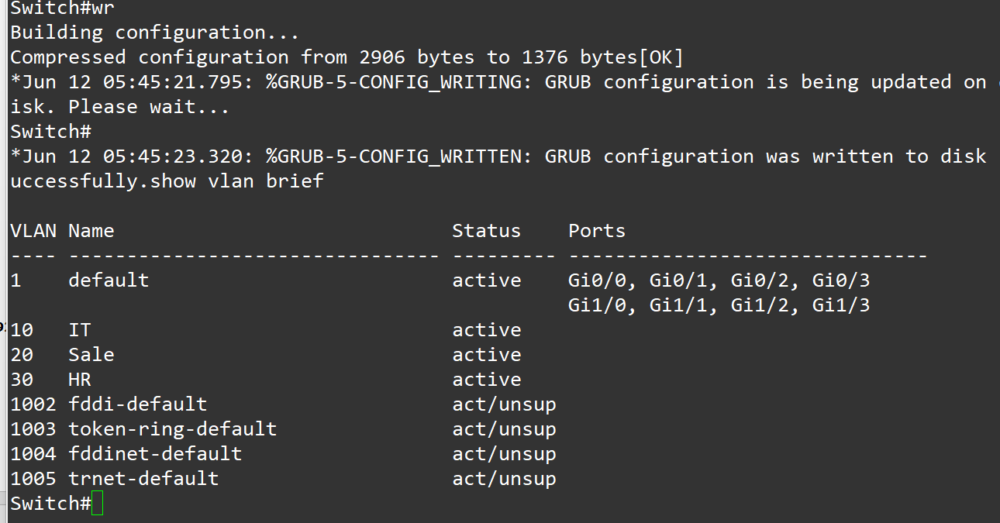 Switch#wr
Building configuration...
Compressed configuration from 2906 bytes to 1376 bytes[OK]
*Jun 12 05:45:21.795: %GRUB-5-CONFIG_WRITING: GRUB configuration is being updated on
isk. Please wait...
Switch#
*Jun 12 05:45:23.320: %GRUB-5-CONFIG_WRITTEN: GRUB configuration was written to disk
uccessfully.show vlan brief
VLAN Name                             Status    Ports
---- -------------------------------- --------- -------------------------------
1    default                          active    Gi0/0, Gi0/1, Gi0/2, Gi0/3
                                                Gi1/0, Gi1/1, Gi1/2, Gi1/3
10   IT                               active
20   Sale                             active
30   HR                               active
1002 fddi-default                     act/unsup
1003 token-ring-default               act/unsup
1004 fddinet-default                  act/unsup
1005 trnet-default                    act/unsup
Switch#